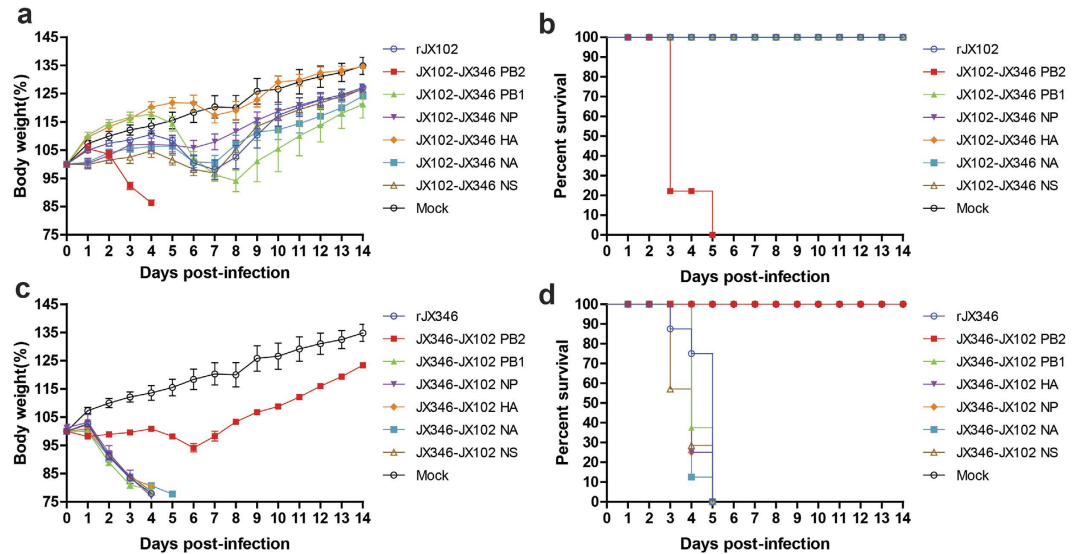 a
145
135
125
115
105
95
85
75
Body weight(%)
0 1 2 3 4 5 6 7 8 9 10 11 12 13 14
Days post-infection
rJX102
JX102-JX346 PB2
JX102-JX346 PB1
JX102-JX346 NP
JX102-JX346 HA
JX102-JX346 NA
JX102-JX346 NS
Mock
b
100
90
80
70
60
50
40
30
20
10
0
Percent survival
0 1 2 3 4 5 6 7 8 9 10 11 12 13 14
Days post-infection
rJX102
JX102-JX346 PB2
JX102-JX346 PB1
JX102-JX346 NP
JX102-JX346 HA
JX102-JX346 NA
JX102-JX346 NS
Mock
c
145
135
125
115
105
95
85
75
Body weight(%)
0 1 2 3 4 5 6 7 8 9 10 11 12 13 14
Days post-infection
rJX346
JX346-JX102 PB2
JX346-JX102 PB1
JX346-JX102 NP
JX346-JX102 HA
JX346-JX102 NA
JX346-JX102 NS
Mock
d
100
90
80
70
60
50
40
30
20
10
0
Percent survival
0 1 2 3 4 5 6 7 8 9 10 11 12 13 14
Days post-infection
rJX346
JX346-JX102 PB2
JX346-JX102 PB1
JX346-JX102 HA
JX346-JX102 NP
JX346-JX102 NA
JX346-JX102 NS
Mock